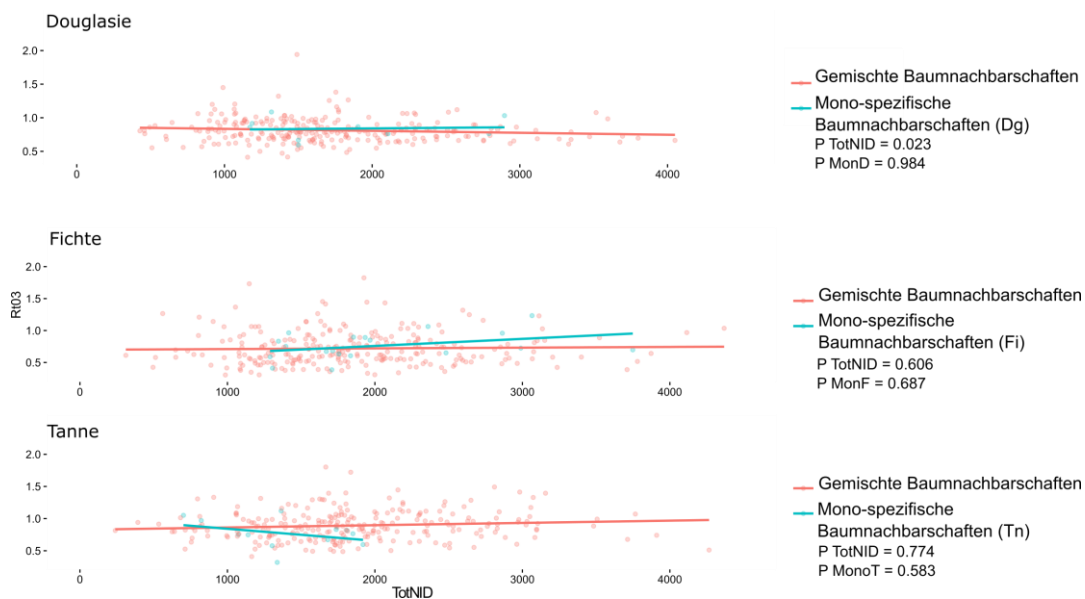 Douglasie
2.0
1.5
1.0
0.5
0
1000
2000
3000
4000
Gemischte Baumnachbarschaften
Mono-spezifische
Baumnachbarschaften (Dg)
P TotNID = 0.023
P MonD = 0.984
Fichte
Rt03
2.0
1.5
1.0
0.5
0
1000
2000
3000
4000
Gemischte Baumnachbarschaften
Mono-spezifische
Baumnachbarschaften (Fi)
P TotNID = 0.606
P MonF = 0.687
Tanne
2.0
1.5
1.0
0.5
0
1000
2000
3000
4000
TotNID
Gemischte Baumnachbarschaften
Mono-spezifische
Baumnachbarschaften (Tn)
P TotNID = 0.774
P MonoT = 0.583